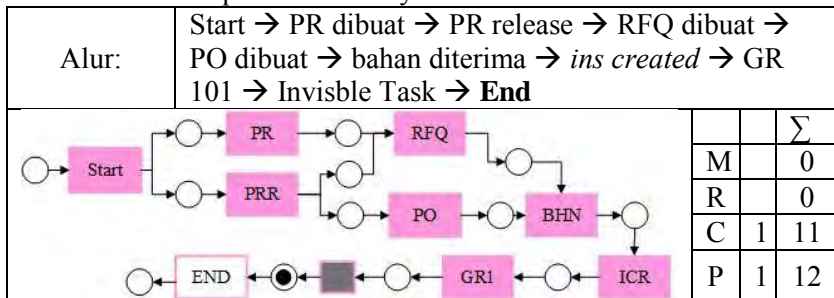 Alur:
Start → PR dibuat → PR release → RFQ dibuat →
PO dibuat → bahan diterima → ins created → GR
101 → Invisble Task → End
∑
M 0
R 0
C 1 11
P 1 12
Start
PR
RFQ
PRR
PO
BHN
END
GR1
ICR